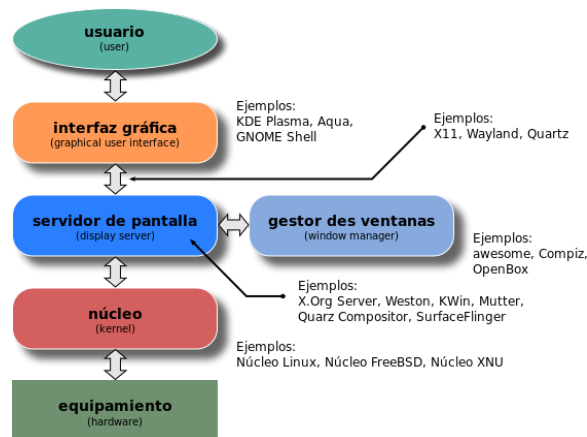 usuario
(user)
interfaz gráfica
(graphical user interface)
Ejemplos:
KDE Plasma, Aqua,
GNOME Shell
Ejemplos:
X11, Wayland, Quartz
servidor de pantalla
(display server)
gestor des ventanas
(window manager)
Ejemplos:
awesome, Compiz,
OpenBox
Ejemplos:
X.Org Server, Weston, KWin, Mutter,
Quarz Compositor, SurfaceFlinger
núcleo
(kernel)
Ejemplos:
Núcleo Linux, Núcleo FreeBSD, Núcleo XNU
equipamiento
(hardware)